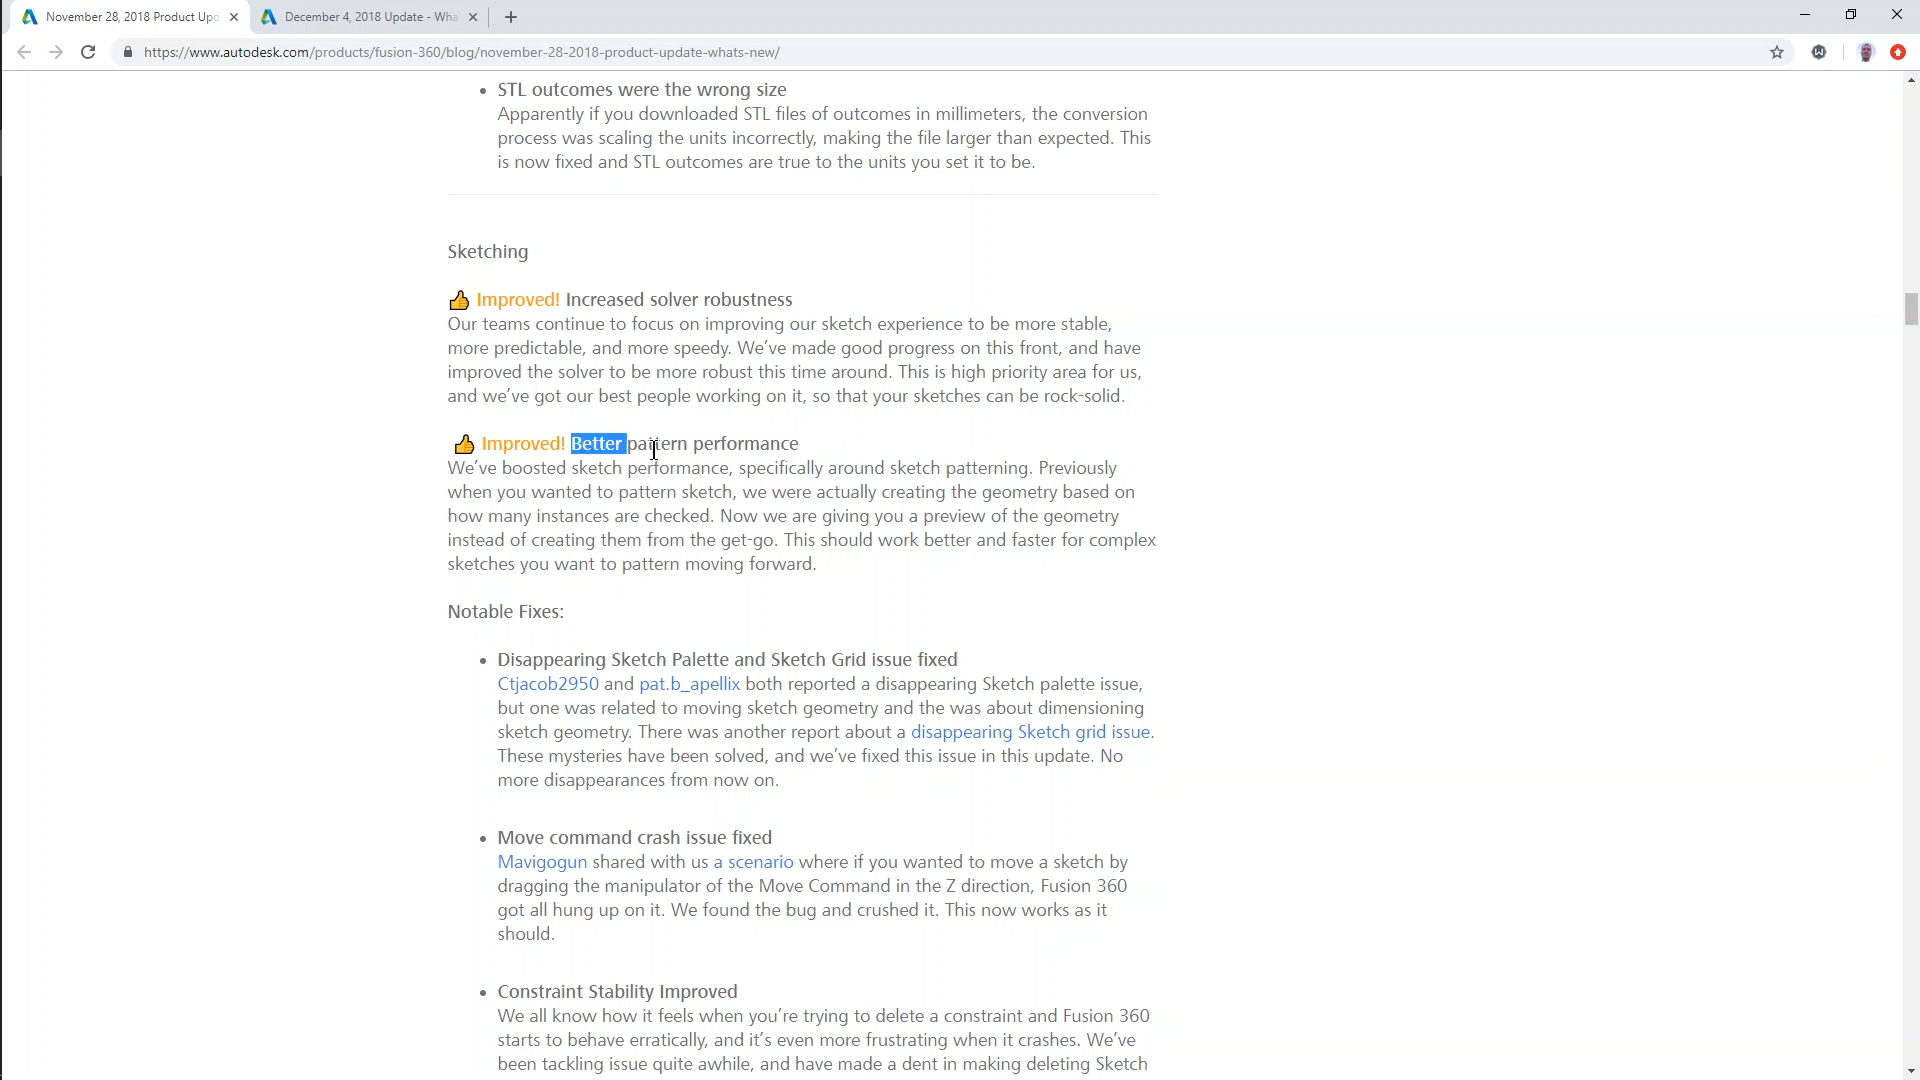 November 28, 2018 Product Upd
December 4, 2018 Update - Wha
https://www.autodesk.com/products/fusion-360/blog/november-28-2018-product-update-whats-new/
• STL outcomes were the wrong size
Apparently if you downloaded STL files of outcomes in millimeters, the conversion
process was scaling the units incorrectly, making the file larger than expected. This
is now fixed and STL outcomes are true to the units you set it to be.
Sketching
👍 Improved! Increased solver robustness
Our teams continue to focus on improving our sketch experience to be more stable,
more predictable, and more speedy. We’ve made good progress on this front, and have
improved the solver to be more robust this time around. This is high priority area for us,
and we’ve got our best people working on it, so that your sketches can be rock-solid.
👍 Improved! Better pattern performance
We’ve boosted sketch performance, specifically around sketch patterning. Previously
when you wanted to pattern sketch, we were actually creating the geometry based on
how many instances are checked. Now we are giving you a preview of the geometry
instead of creating them from the get-go. This should work better and faster for complex
sketches you want to pattern moving forward.
Notable Fixes:
• Disappearing Sketch Palette and Sketch Grid issue fixed
Ctjacob2950 and pat.b_apellix both reported a disappearing Sketch palette issue,
but one was related to moving sketch geometry and the was about dimensioning
sketch geometry. There was another report about a disappearing Sketch grid issue.
These mysteries have been solved, and we’ve fixed this issue in this update. No
more disappearances from now on.
• Move command crash issue fixed
Mavigogun shared with us a scenario where if you wanted to move a sketch by
dragging the manipulator of the Move Command in the Z direction, Fusion 360
got all hung up on it. We found the bug and crushed it. This now works as it
should.
• Constraint Stability Improved
We all know how it feels when you’re trying to delete a constraint and Fusion 360
starts to behave erratically, and it’s even more frustrating when it crashes. We’ve
been tackling issue quite awhile, and have made a dent in making deleting Sketch